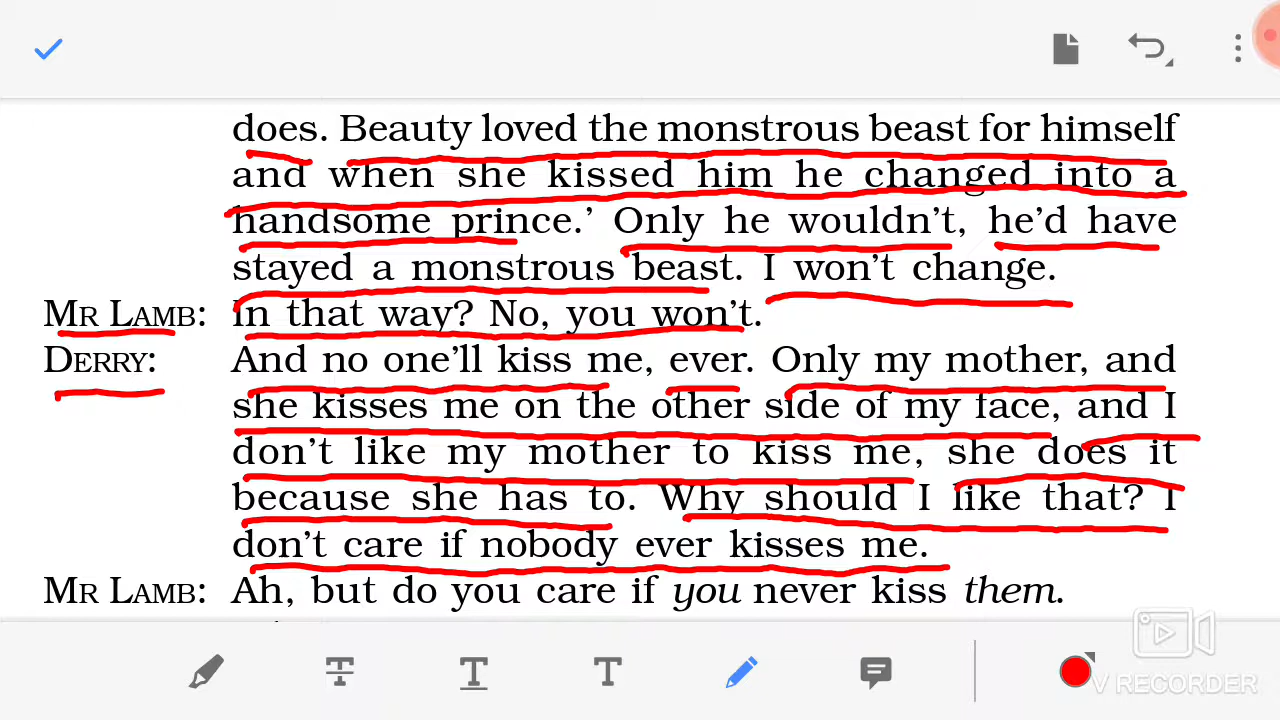 does. Beauty loved the monstrous beast for himself
and when she kissed him he changed into a
handsome prince.’ Only he wouldn’t, he’d have
stayed a monstrous beast. I won’t change.
MR LAMB: In that way? No, you won’t.
DERRY: And no one’ll kiss me, ever. Only my mother, and
she kisses me on the other side of my face, and I
don’t like my mother to kiss me, she does it
because she has to. Why should I like that? I
don’t care if nobody ever kisses me.
MR LAMB: Ah, but do you care if you never kiss them.
T T T
V RECORDER